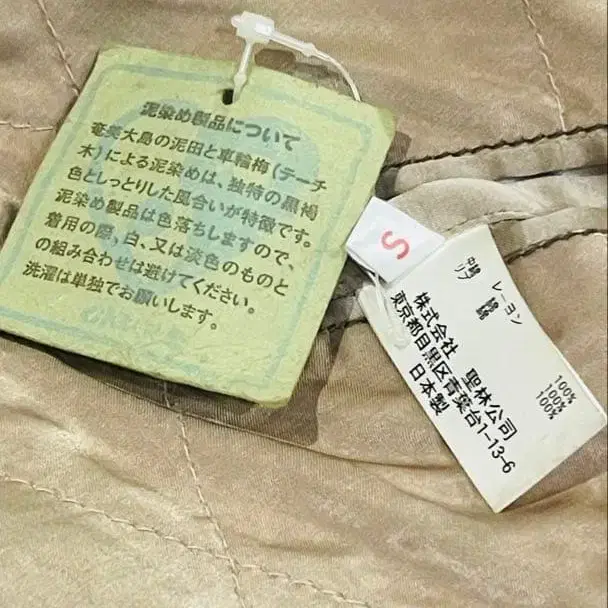 泥染め製品について
奄美大島の泥田と車輪梅(テーチ
木)による泥染めは、独特の黒褐
色としっとりした風合いが特徴です。
泥染め製品は色落ちしますので、
着用の際、白、又は淡色のものと
の組み合わせは避けてください。
洗濯は単独でお願いします。
S
レーヨン 100%
中綿 綿 100%
リブ 綿 100%
株式会社 聖林公司
東京都目黒区青葉台1-13-6
日本製